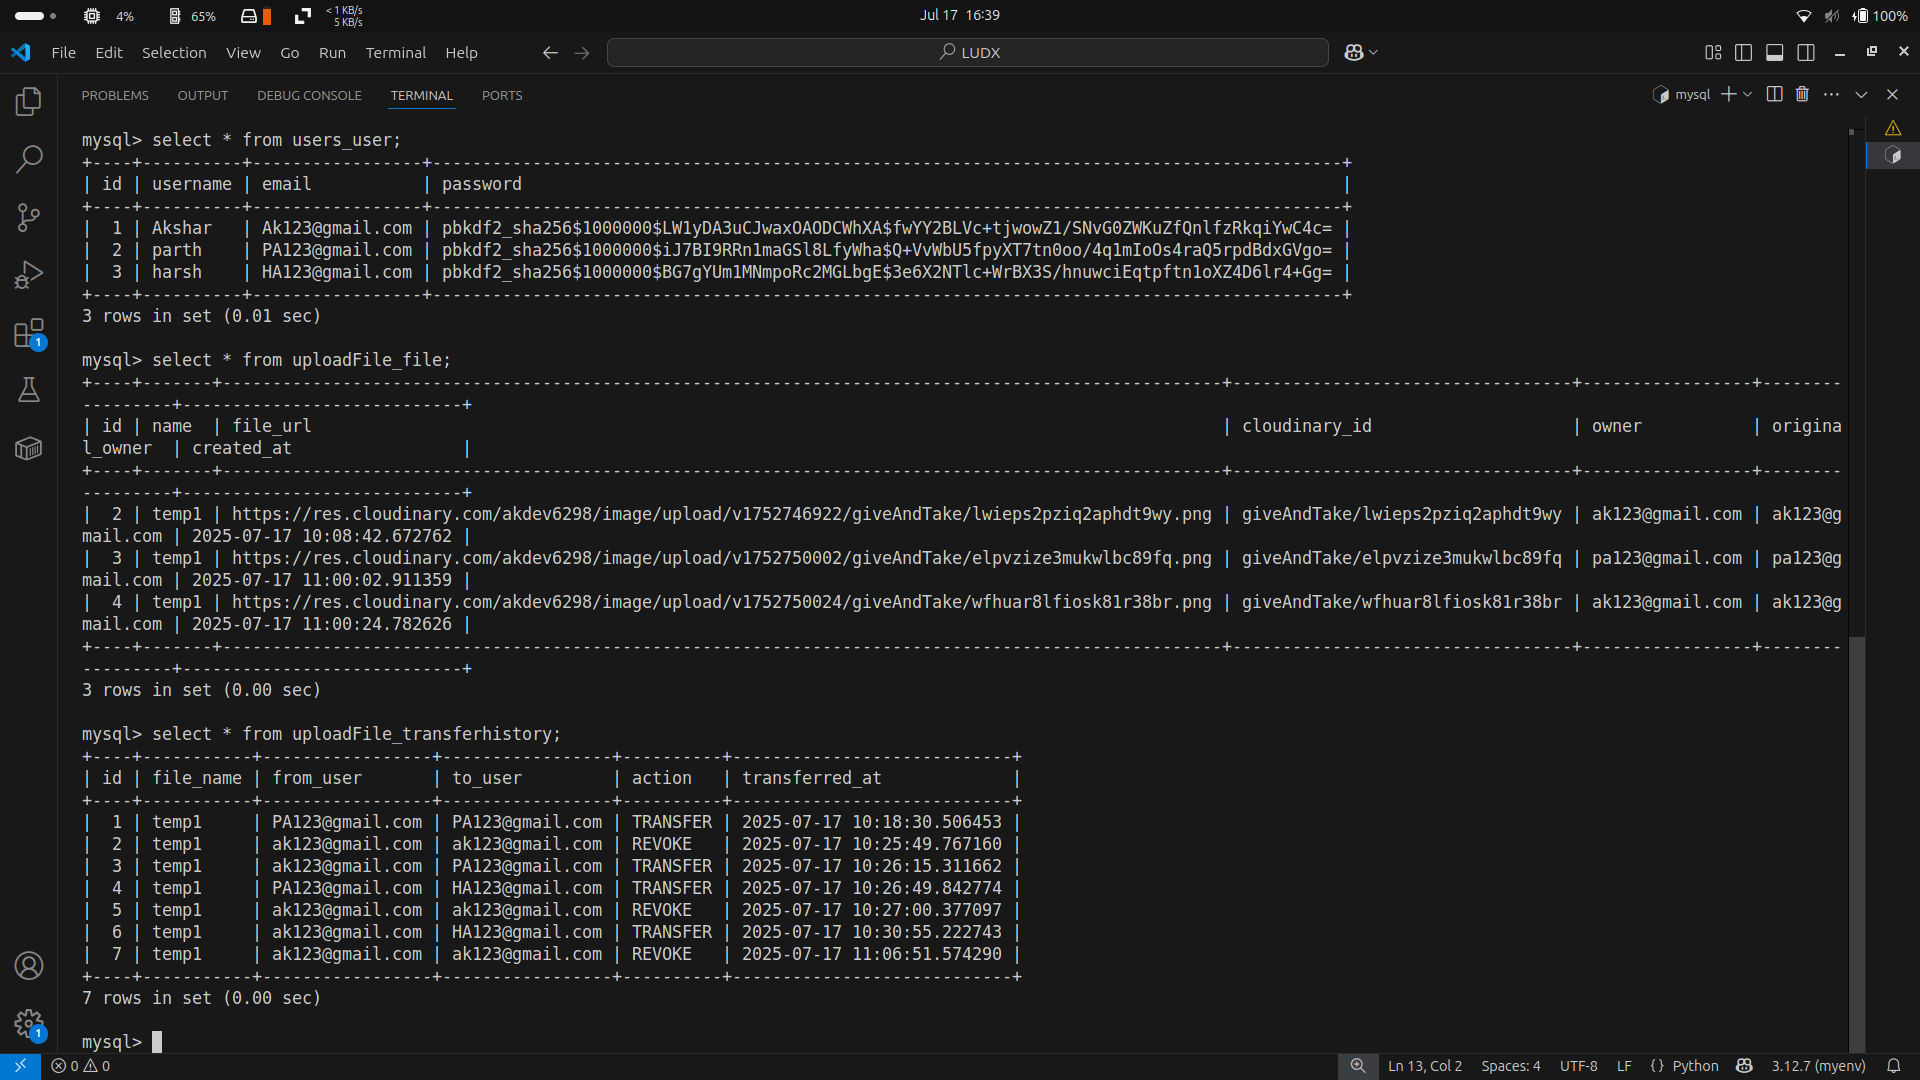 4%
65%
< 1 KB/s
5 KB/s
Jul 17 16:39
100%
File Edit Selection View Go Run Terminal Help
LUDX
PROBLEMS OUTPUT DEBUG CONSOLE TERMINAL PORTS
mysql
mysql> select * from users_user;
+----+----------+-----------------+-------------------------------------------------------------------------------------------+
| id | username | email           | password                                                                                  |
+----+----------+-----------------+-------------------------------------------------------------------------------------------+
|  1 | Akshar   | Ak123@gmail.com | pbkdf2_sha256$1000000$LW1yDA3uCJwaxOAODCWhXA$fwYY2BLVc+tjwowZ1/SNvG0ZWKuZfQnlfzRkqiYwC4c= |
|  2 | parth    | PA123@gmail.com | pbkdf2_sha256$1000000$iJ7BI9RRn1maGSl8LfyWha$Q+VvWbU5fpyXT7tn0oo/4q1mIoOs4raQ5rpdBdxGVgo= |
|  3 | harsh    | HA123@gmail.com | pbkdf2_sha256$1000000$BG7gYUm1MNmpoRc2MGLbgE$3e6X2NTlc+WrBX3S/hnuwciEqtpftn1oXZ4D6lr4+Gg= |
+----+----------+-----------------+-------------------------------------------------------------------------------------------+
3 rows in set (0.01 sec)
mysql> select * from uploadFile_file;
+----+-------+----------------------------------------------------------------------------------------------------+----------------------------------+-----------------+--------
---------+----------------------------+
| id | name  | file_url                                                                                           | cloudinary_id                    | owner           | origina
l_owner  | created_at                 |
+----+-------+----------------------------------------------------------------------------------------------------+----------------------------------+-----------------+--------
---------+----------------------------+
|  2 | temp1 | https://res.cloudinary.com/akdev6298/image/upload/v1752746922/giveAndTake/lwieps2pziq2aphdt9wy.png | giveAndTake/lwieps2pziq2aphdt9wy | ak123@gmail.com | ak123@g
mail.com | 2025-07-17 10:08:42.672762 |
|  3 | temp1 | https://res.cloudinary.com/akdev6298/image/upload/v1752750002/giveAndTake/elpvzize3mukwlbc89fq.png | giveAndTake/elpvzize3mukwlbc89fq | pa123@gmail.com | pa123@g
mail.com | 2025-07-17 11:00:02.911359 |
|  4 | temp1 | https://res.cloudinary.com/akdev6298/image/upload/v1752750024/giveAndTake/wfhuar8lfiosk81r38br.png | giveAndTake/wfhuar8lfiosk81r38br | ak123@gmail.com | ak123@g
mail.com | 2025-07-17 11:00:24.782626 |
+----+-------+----------------------------------------------------------------------------------------------------+----------------------------------+-----------------+--------
---------+----------------------------+
3 rows in set (0.00 sec)
mysql> select * from uploadFile_transferhistory;
+----+-----------+-----------------+-----------------+----------+----------------------------+
| id | file_name | from_user       | to_user         | action   | transferred_at             |
+----+-----------+-----------------+-----------------+----------+----------------------------+
|  1 | temp1     | PA123@gmail.com | PA123@gmail.com | TRANSFER | 2025-07-17 10:18:30.506453 |
|  2 | temp1     | ak123@gmail.com | ak123@gmail.com | REVOKE   | 2025-07-17 10:25:49.767160 |
|  3 | temp1     | ak123@gmail.com | PA123@gmail.com | TRANSFER | 2025-07-17 10:26:15.311662 |
|  4 | temp1     | PA123@gmail.com | HA123@gmail.com | TRANSFER | 2025-07-17 10:26:49.842774 |
|  5 | temp1     | ak123@gmail.com | ak123@gmail.com | REVOKE   | 2025-07-17 10:27:00.377097 |
|  6 | temp1     | ak123@gmail.com | HA123@gmail.com | TRANSFER | 2025-07-17 10:30:55.222743 |
|  7 | temp1     | ak123@gmail.com | ak123@gmail.com | REVOKE   | 2025-07-17 11:06:51.574290 |
+----+-----------+-----------------+-----------------+----------+----------------------------+
7 rows in set (0.00 sec)
mysql>
1
1
0 0
Ln 13, Col 2 Spaces: 4 UTF-8 LF {} Python 3.12.7 (myenv)